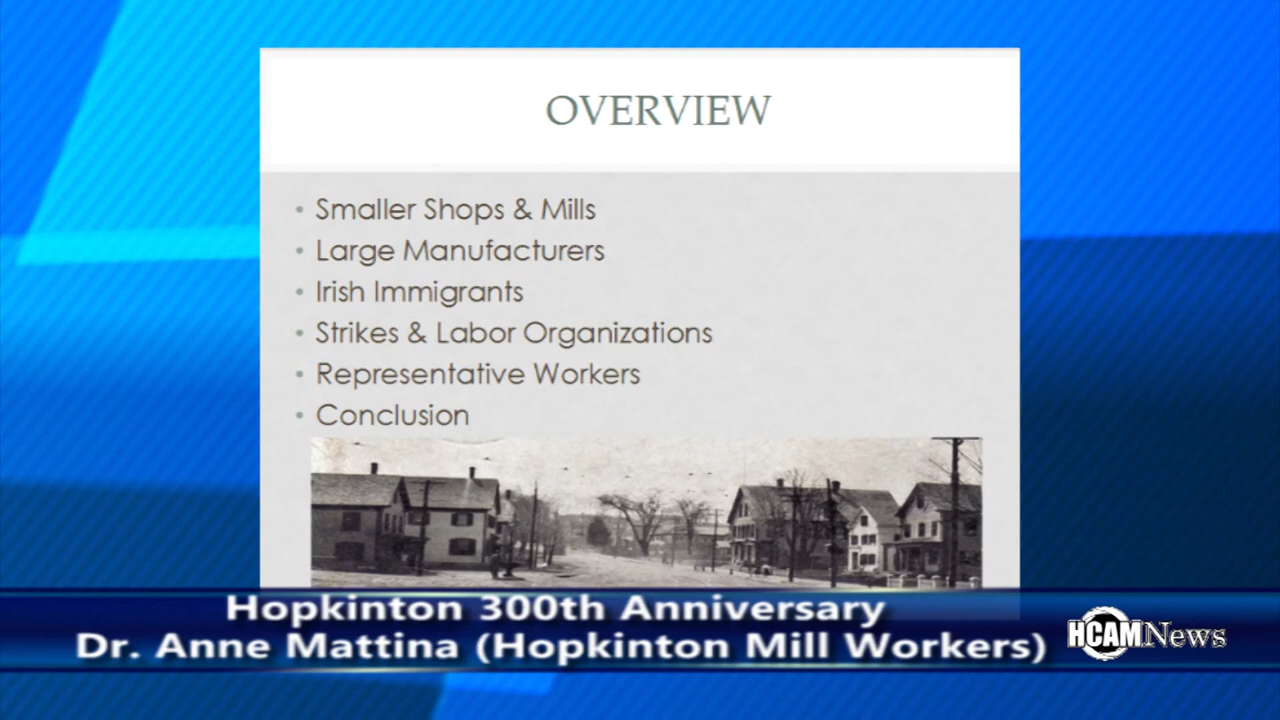 OVERVIEW
• Smaller Shops & Mills
• Large Manufacturers
• Irish Immigrants
• Strikes & Labor Organizations
• Representative Workers
• Conclusion
Hopkinton 300th Anniversary
Dr. Anne Mattina (Hopkinton Mill Workers)
HCAMNews